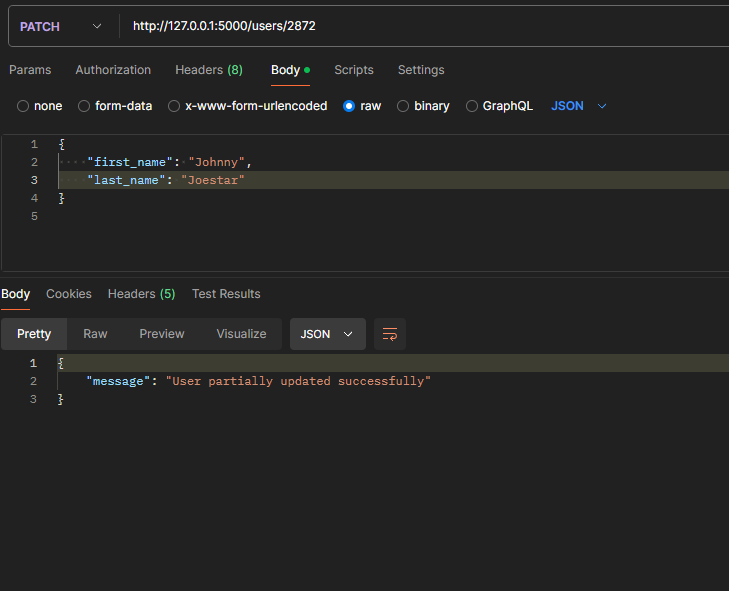 PATCH http://127.0.0.1:5000/users/2872
Params Authorization Headers (8) Body Scripts Settings
none form-data x-www-form-urlencoded raw binary GraphQL JSON
1 {
2 "first_name": "Johnny",
3 "last_name": "Joestar"
4 }
5
Body Cookies Headers (5) Test Results
Pretty Raw Preview Visualize JSON
1 {
2 "message": "User partially updated successfully"
3 }